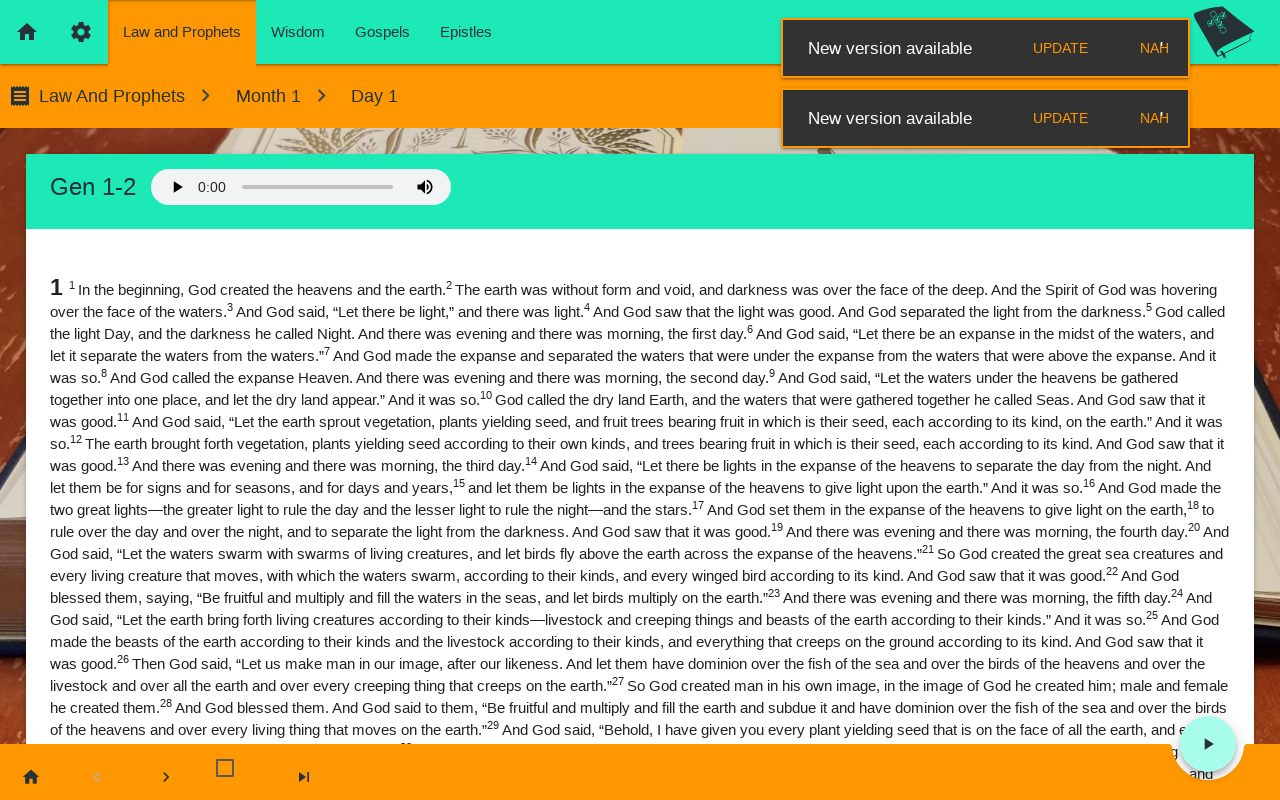 Law and Prophets
Wisdom
Gospels
Epistles
New version available
UPDATE
NAH
New version available
UPDATE
NAH
Law And Prophets
Month 1
Day 1
Gen 1-2
0:00
1 1 In the beginning, God created the heavens and the earth.2 The earth was without form and void, and darkness was over the face of the deep. And the Spirit of God was hovering
over the face of the waters.3 And God said, “Let there be light,” and there was light.4 And God saw that the light was good. And God separated the light from the darkness.5 God called
the light Day, and the darkness he called Night. And there was evening and there was morning, the first day.6 And God said, “Let there be an expanse in the midst of the waters, and
let it separate the waters from the waters.”7 And God made the expanse and separated the waters that were under the expanse from the waters that were above the expanse. And it
was so.8 And God called the expanse Heaven. And there was evening and there was morning, the second day.9 And God said, “Let the waters under the heavens be gathered
together into one place, and let the dry land appear.” And it was so.10 God called the dry land Earth, and the waters that were gathered together he called Seas. And God saw that it
was good.11 And God said, “Let the earth sprout vegetation, plants yielding seed, and fruit trees bearing fruit in which is their seed, each according to its kind, on the earth.” And it was
so.12 The earth brought forth vegetation, plants yielding seed according to their own kinds, and trees bearing fruit in which is their seed, each according to its kind. And God saw that it
was good.13 And there was evening and there was morning, the third day.14 And God said, “Let there be lights in the expanse of the heavens to separate the day from the night. And
let them be for signs and for seasons, and for days and years,15 and let them be lights in the expanse of the heavens to give light upon the earth.” And it was so.16 And God made the
two great lights—the greater light to rule the day and the lesser light to rule the night—and the stars.17 And God set them in the expanse of the heavens to give light on the earth,18 to
rule over the day and over the night, and to separate the light from the darkness. And God saw that it was good.19 And there was evening and there was morning, the fourth day.20 And
God said, “Let the waters swarm with swarms of living creatures, and let birds fly above the earth across the expanse of the heavens.”21 So God created the great sea creatures and
every living creature that moves, with which the waters swarm, according to their kinds, and every winged bird according to its kind. And God saw that it was good.22 And God
blessed them, saying, “Be fruitful and multiply and fill the waters in the seas, and let birds multiply on the earth.”23 And there was evening and there was morning, the fifth day.24 And
God said, “Let the earth bring forth living creatures according to their kinds—livestock and creeping things and beasts of the earth according to their kinds.” And it was so.25 And God
made the beasts of the earth according to their kinds and the livestock according to their kinds, and everything that creeps on the ground according to its kind. And God saw that it
was good.26 Then God said, “Let us make man in our image, after our likeness. And let them have dominion over the fish of the sea and over the birds of the heavens and over the
livestock and over all the earth and over every creeping thing that creeps on the earth.”27 So God created man in his own image, in the image of God he created him; male and female
he created them.28 And God blessed them. And God said to them, “Be fruitful and multiply and fill the earth and subdue it and have dominion over the fish of the sea and over the birds
of the heavens and over every living thing that moves on the earth.”29 And God said, “Behold, I have given you every plant yielding seed that is on the face of all the earth, and
and